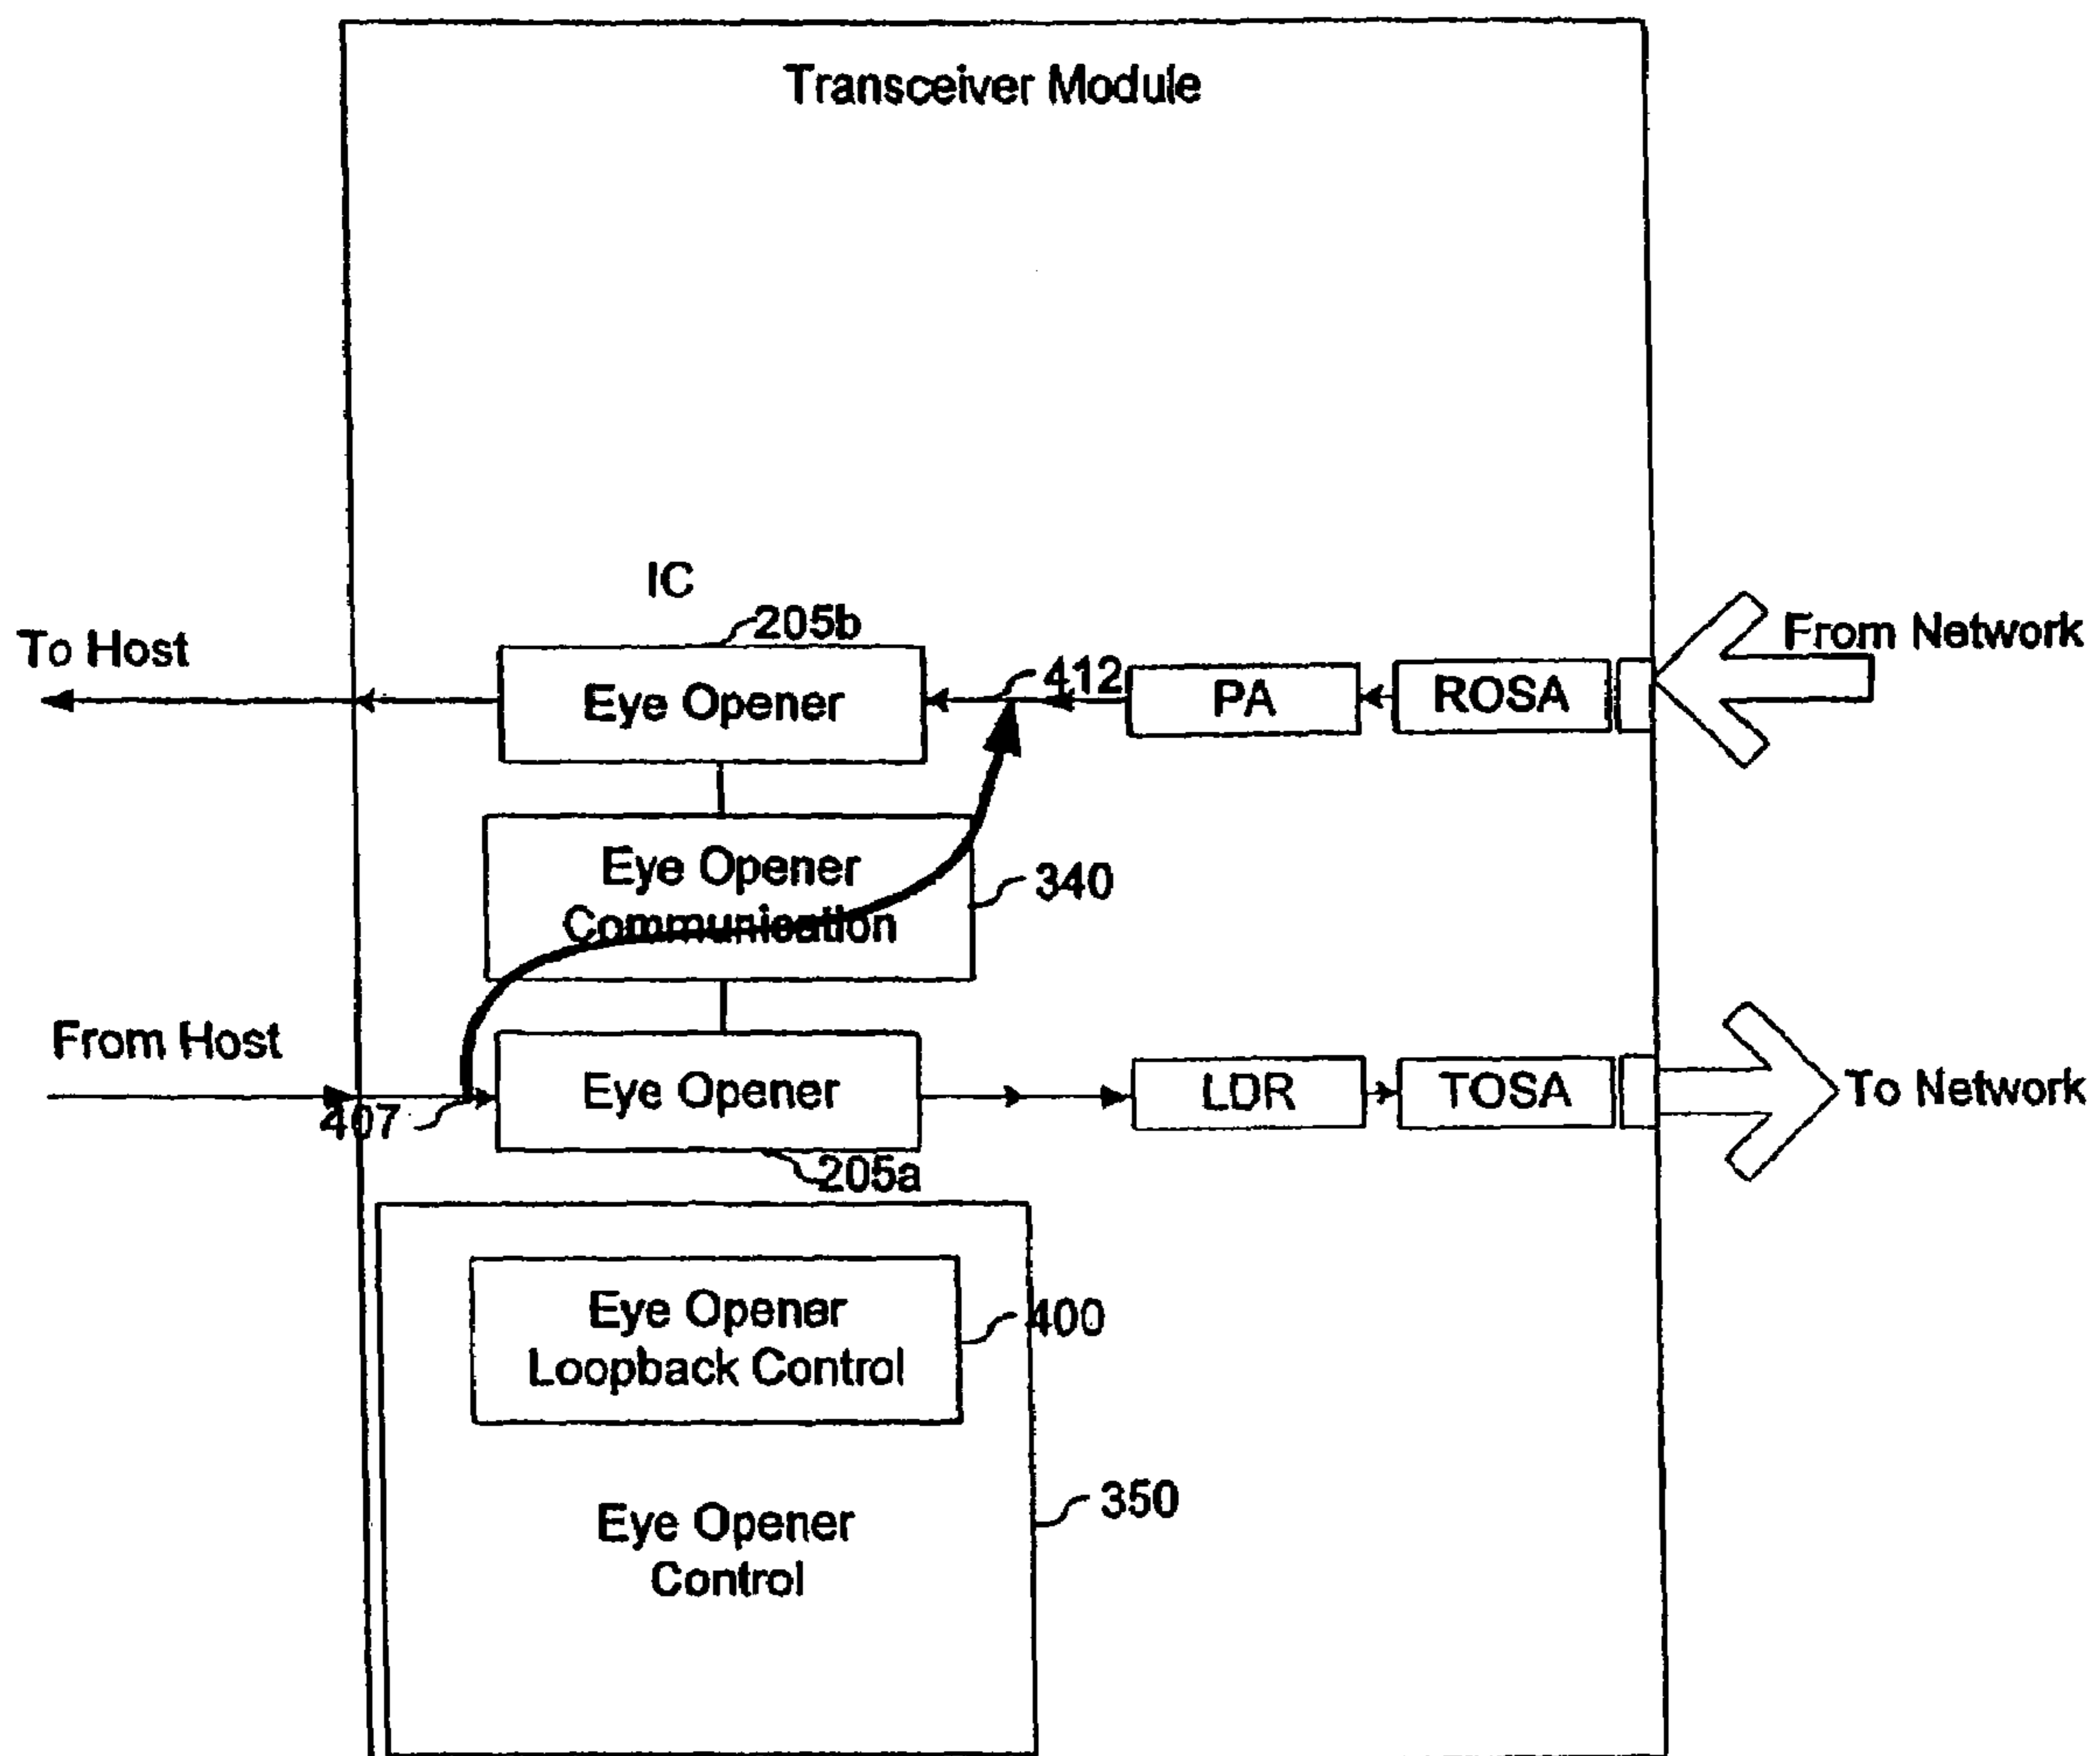 Transceiver Module
IC
205b
To Host
From Network
Eye Opener
412
PA
ROSA
Eye Opener
Communication
340
From Host
407
Eye Opener
LDR
TOSA
To Network
205a
Eye Opener
Loopback Control
400
350
Eye Opener
Control